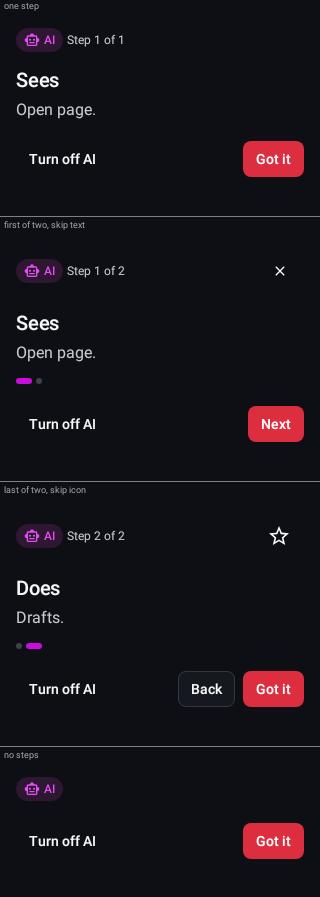 one step
AI Step 1 of 1
Sees
Open page.
Turn off AI Got it
first of two, skip text
AI Step 1 of 2
Sees
Open page.
Turn off AI Next
last of two, skip icon
AI Step 2 of 2
Does
Drafts.
Turn off AI Back Got it
no steps
AI
Turn off AI Got it